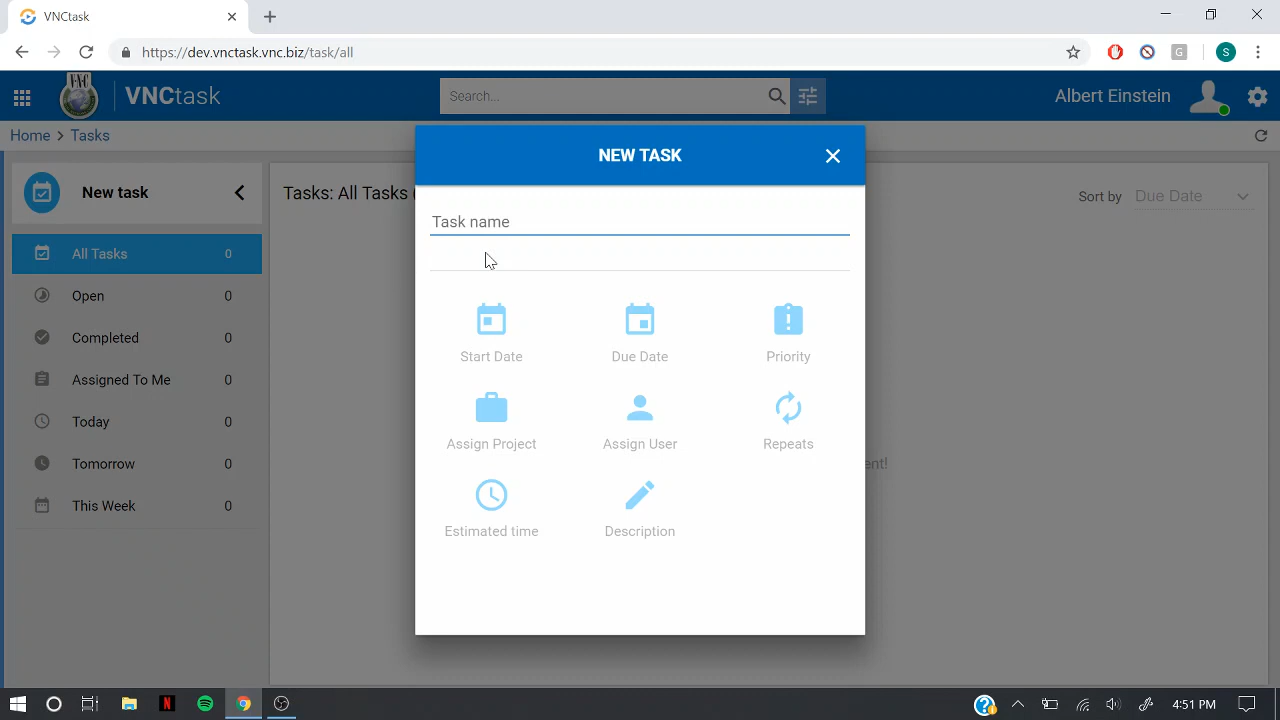 VNCtask
https://dev.vnctask.vnc.biz/task/all
G
S
VNC
VNCtask
Search...
Albert Einstein
Home > Tasks
NEW TASK
New task
Tasks: All Tasks (
Sort by Due Date
Task name
All Tasks 0
Open 0
Completed 0
Assigned To Me 0
Today 0
Tomorrow 0
This Week 0
Start Date
Due Date
Priority
Assign Project
Assign User
Repeats
ent!
Estimated time
Description
4:51 PM